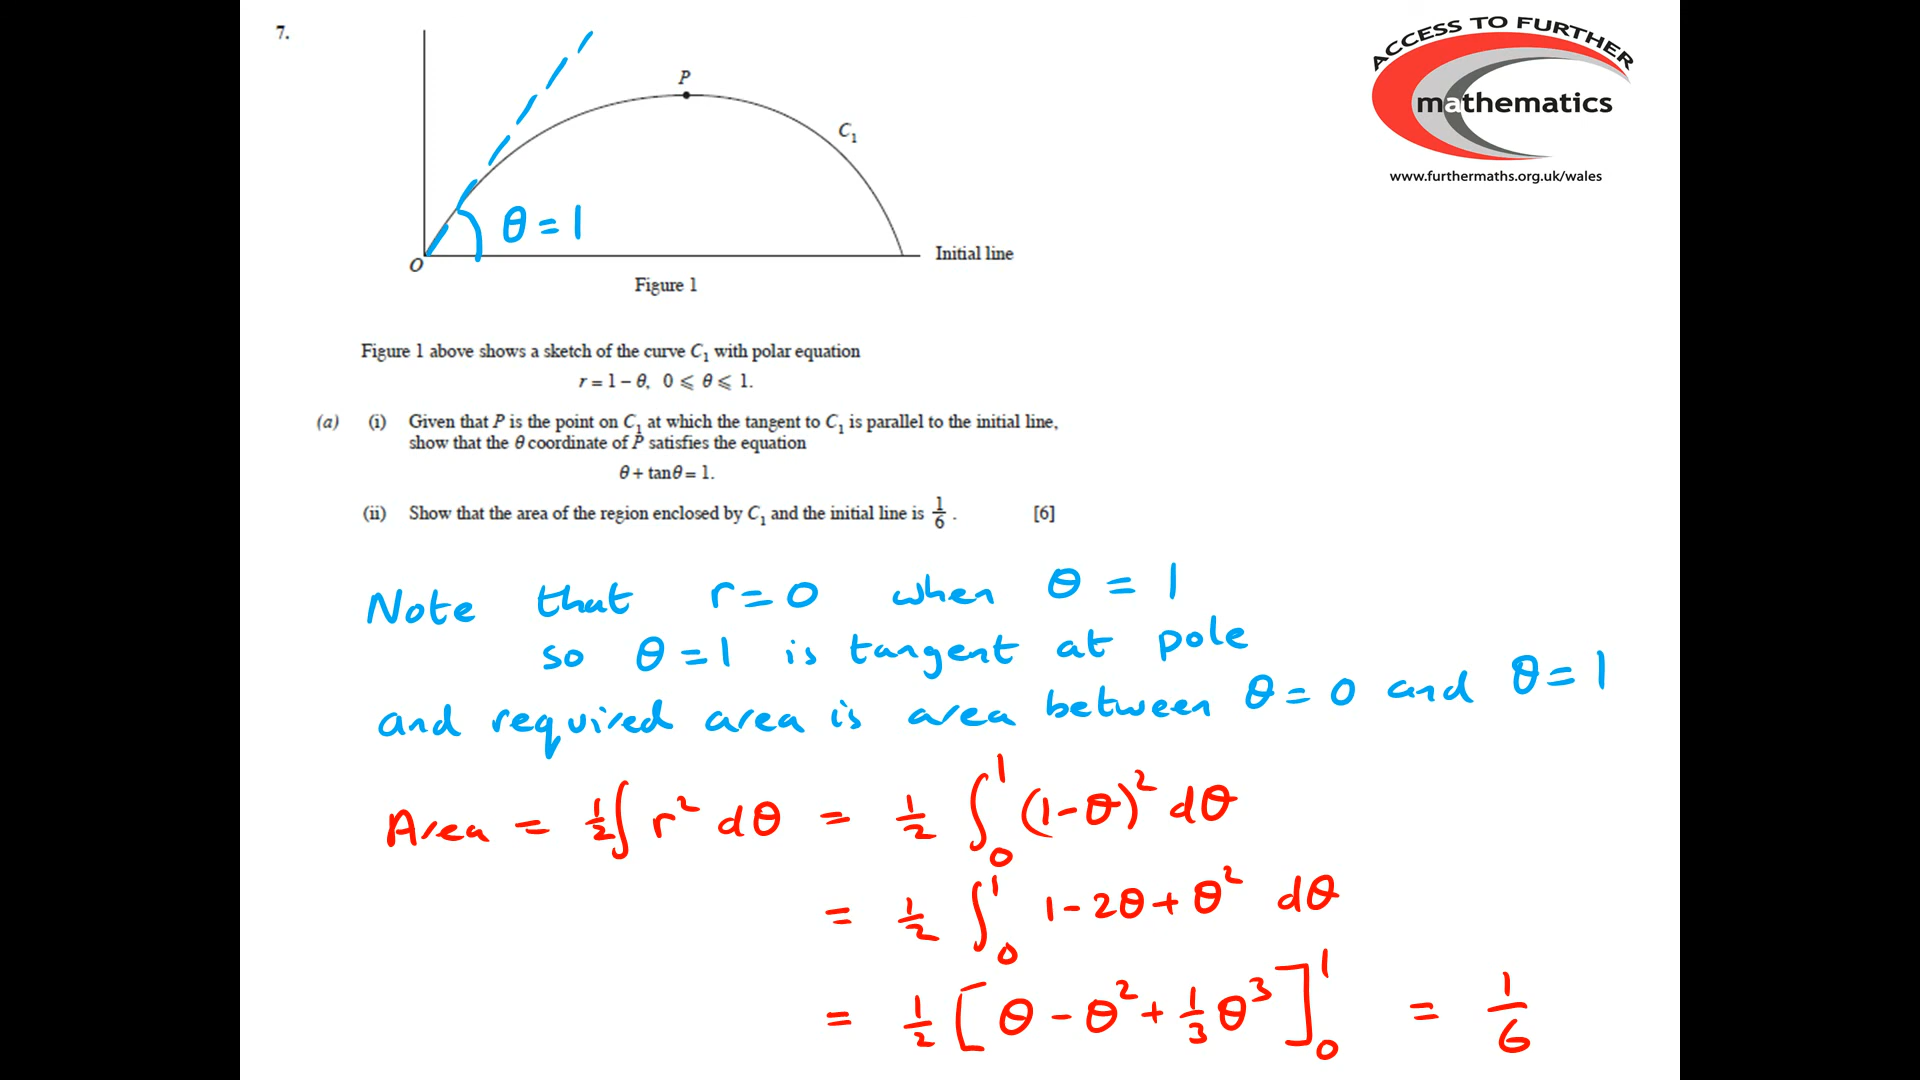 7.
ACCESS TO FURTHER
mathematics
www.furthermaths.org.uk/wales
P
C₁
θ = 1
O
Initial line
Figure 1
Figure 1 above shows a sketch of the curve C₁ with polar equation
r = 1 – θ, 0 ⩽ θ ⩽ 1.
(a) (i) Given that P is the point on C₁ at which the tangent to C₁ is parallel to the initial line,
show that the θ coordinate of P satisfies the equation
θ + tanθ = 1.
(ii) Show that the area of the region enclosed by C₁ and the initial line is 1/6 . [6]
Note that r = 0 when θ = 1
so θ = 1 is tangent at pole
and required area is area between θ = 0 and θ = 1
Area = ½ ∫ r² dθ = ½ ∫₀¹ (1-θ)² dθ
= ½ ∫₀¹ 1 - 2θ + θ² dθ
= ½ [ θ - θ² + ⅓ θ³ ]₀¹ = 1/6